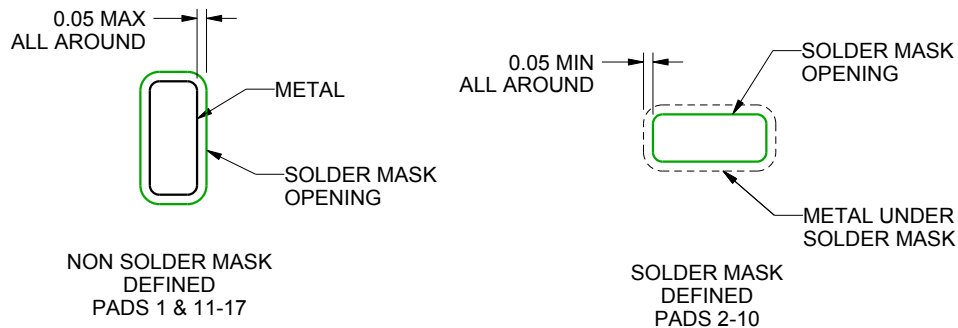 0.05 MAX
ALL AROUND
METAL
SOLDER MASK
OPENING
NON SOLDER MASK
DEFINED
PADS 1 & 11-17
0.05 MIN
ALL AROUND
SOLDER MASK
OPENING
METAL UNDER
SOLDER MASK
SOLDER MASK
DEFINED
PADS 2-10